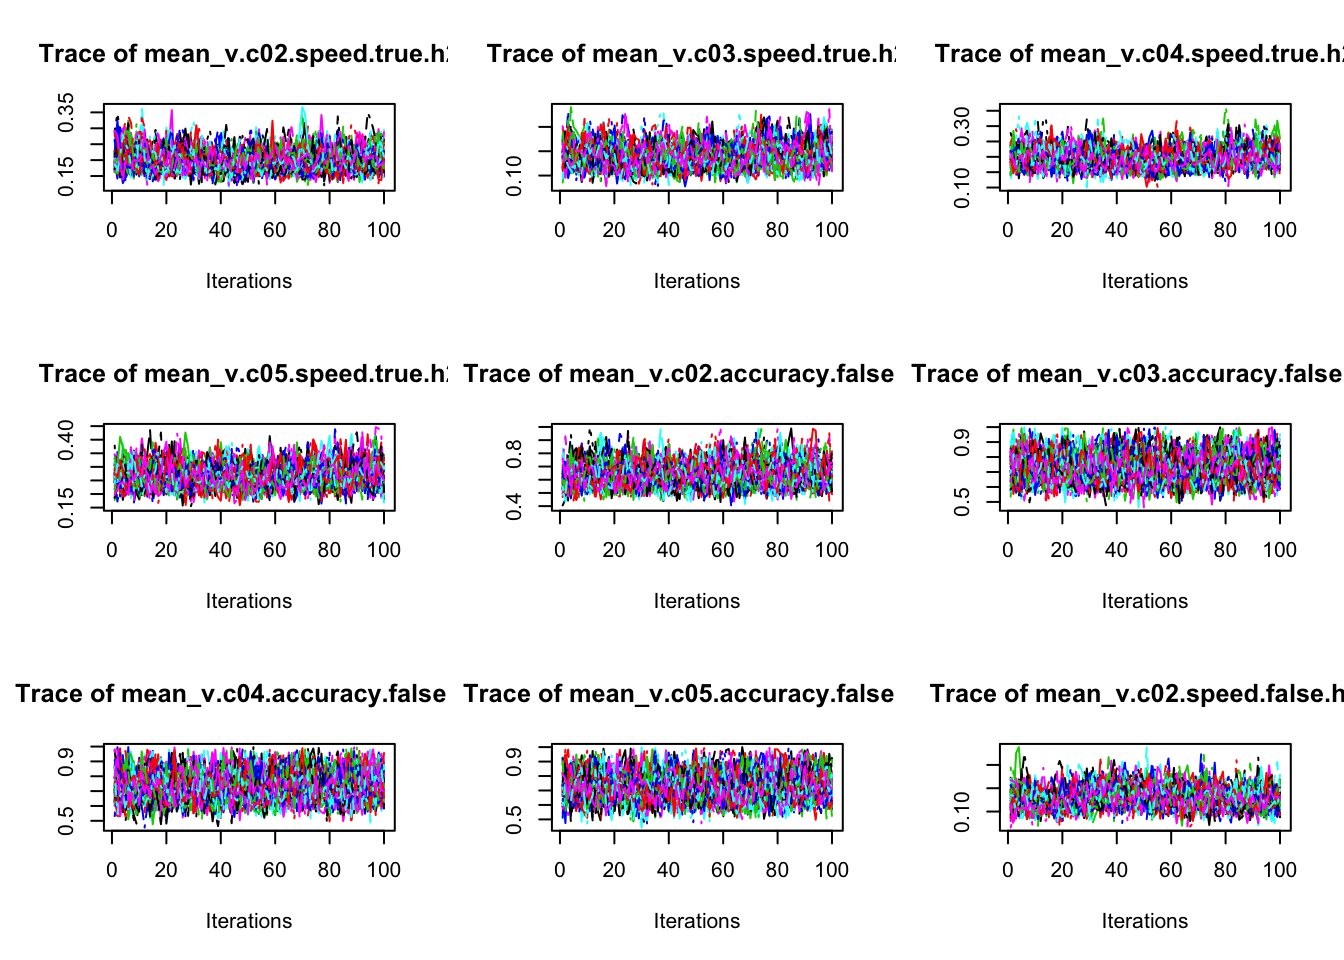 Trace of mean_v.c02.speed.true.h2
Trace of mean_v.c03.speed.true.h2
Trace of mean_v.c04.speed.true.h2
0.35
0.15
0.10
0.30
0.10
0 20 40 60 80 100
0 20 40 60 80 100
0 20 40 60 80 100
Iterations
Iterations
Iterations
Trace of mean_v.c05.speed.true.h2
Trace of mean_v.c02.accuracy.false
Trace of mean_v.c03.accuracy.false
0.40
0.15
0.8
0.4
0.9
0.5
0 20 40 60 80 100
0 20 40 60 80 100
0 20 40 60 80 100
Iterations
Iterations
Iterations
Trace of mean_v.c04.accuracy.false
Trace of mean_v.c05.accuracy.false
Trace of mean_v.c02.speed.false.h
0.9
0.5
0.9
0.5
0.10
0 20 40 60 80 100
0 20 40 60 80 100
0 20 40 60 80 100
Iterations
Iterations
Iterations